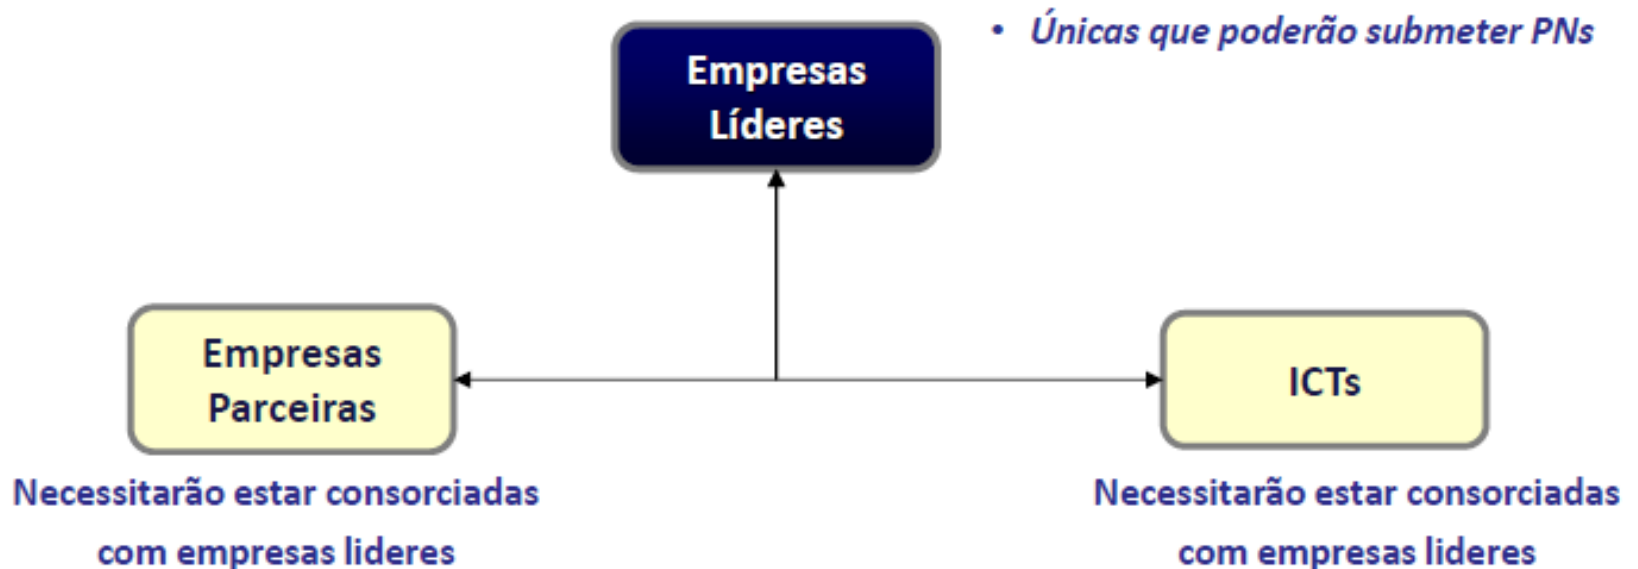 • Únicas que poderão submeter PNs
Empresas
Líderes
Empresas
Parceiras
Necessitarão estar consorciadas
com empresas lideres
ICTs
Necessitarão estar consorciadas
com empresas lideres